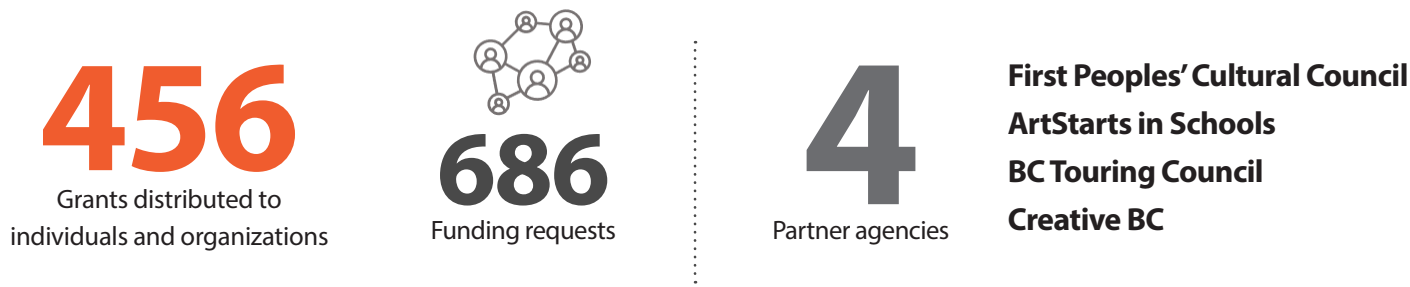 456
Grants distributed to
individuals and organizations
686
Funding requests
4
Partner agencies
First Peoples’ Cultural Council
ArtStarts in Schools
BC Touring Council
Creative BC